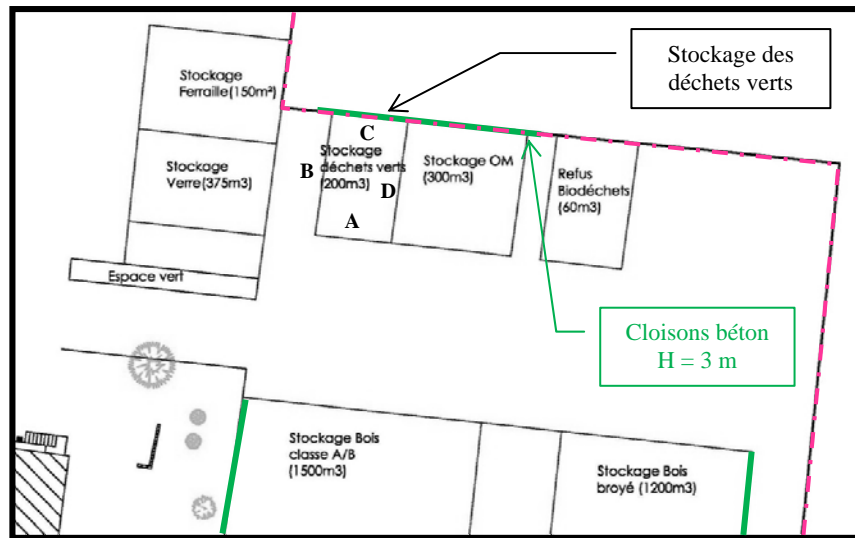 Stockage des
déchets verts
Stockage
Ferraille(150m²)
C
Stockage
déchets verts
(200m3)
B
D
A
Stockage OM
(300m3)
Refus
Biodéchets
(60m3)
Stockage
Verre(375m3)
Espace vert
Cloisons béton
H = 3 m
Stockage Bois
classe A/B
(1500m3)
Stockage Bois
broyé (1200m3)